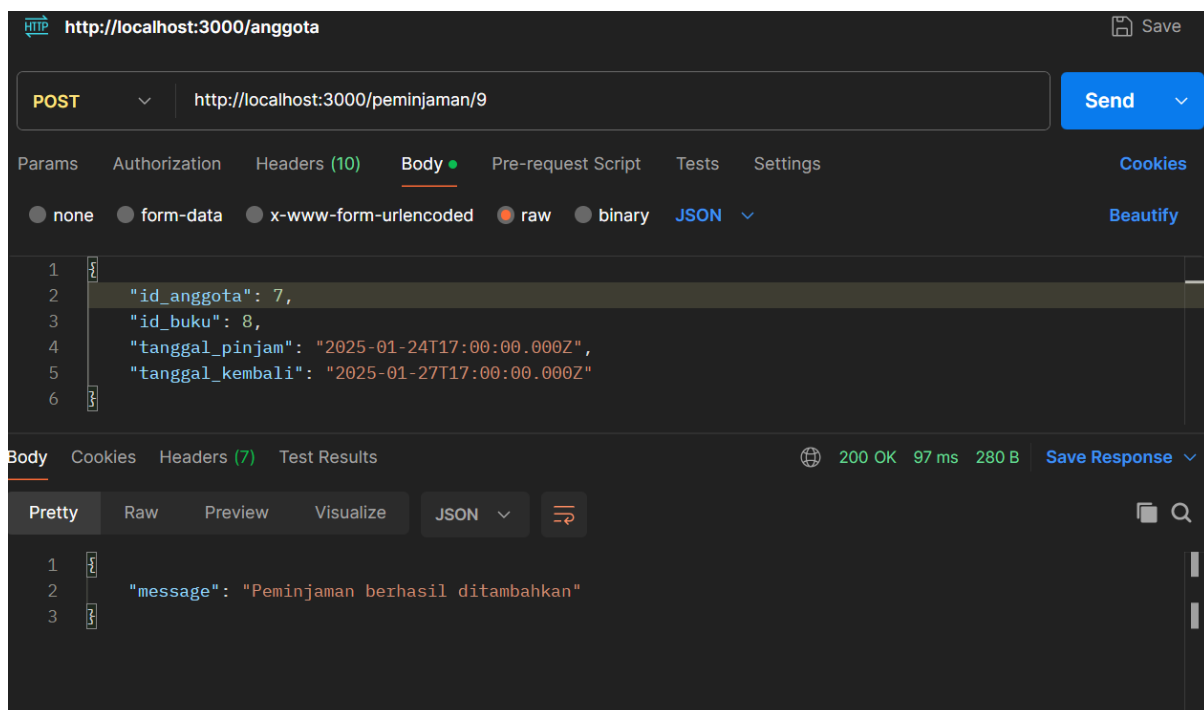 HTTP http://localhost:3000/anggota Save
POST http://localhost:3000/peminjaman/9 Send
Params Authorization Headers (10) Body Pre-request Script Tests Settings Cookies
none form-data x-www-form-urlencoded raw binary JSON Beautify
1 {
2 "id_anggota": 7,
3 "id_buku": 8,
4 "tanggal_pinjam": "2025-01-24T17:00:00.000Z",
5 "tanggal_kembali": "2025-01-27T17:00:00.000Z"
6 }
Body Cookies Headers (7) Test Results 200 OK 97 ms 280 B Save Response
Pretty Raw Preview Visualize JSON
1 {
2 "message": "Peminjaman berhasil ditambahkan"
3 }